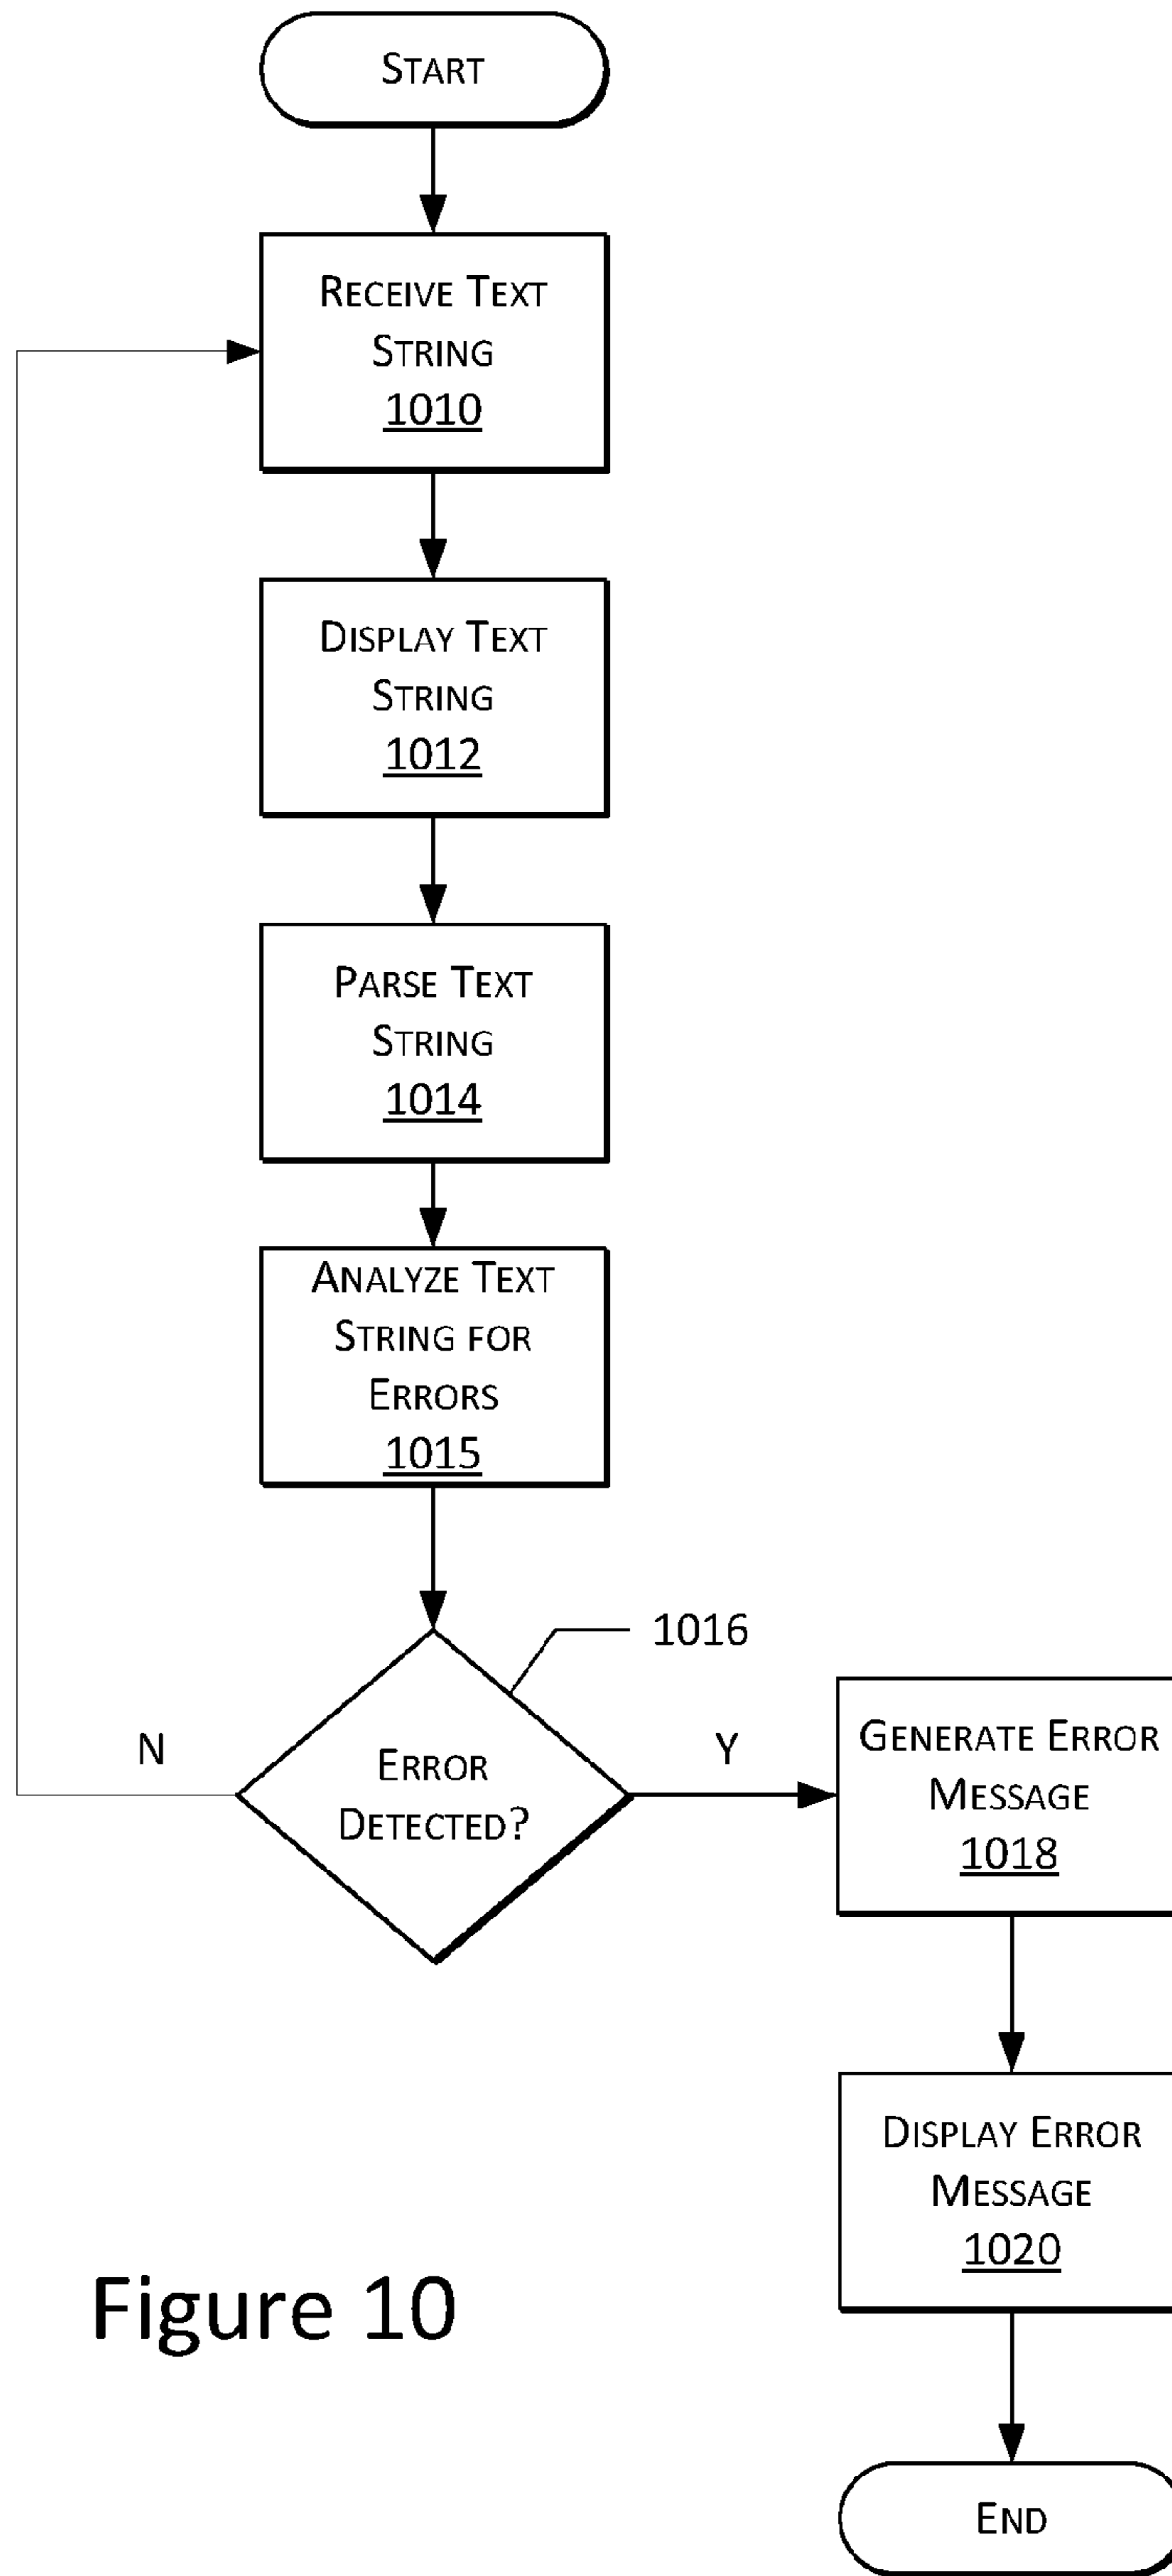 START
RECEIVE TEXT
STRING
1010
DISPLAY TEXT
STRING
1012
PARSE TEXT
STRING
1014
ANALYZE TEXT
STRING FOR
ERRORS
1015
1016
ERROR
DETECTED?
N
Y
GENERATE ERROR
MESSAGE
1018
DISPLAY ERROR
MESSAGE
1020
END
Figure 10